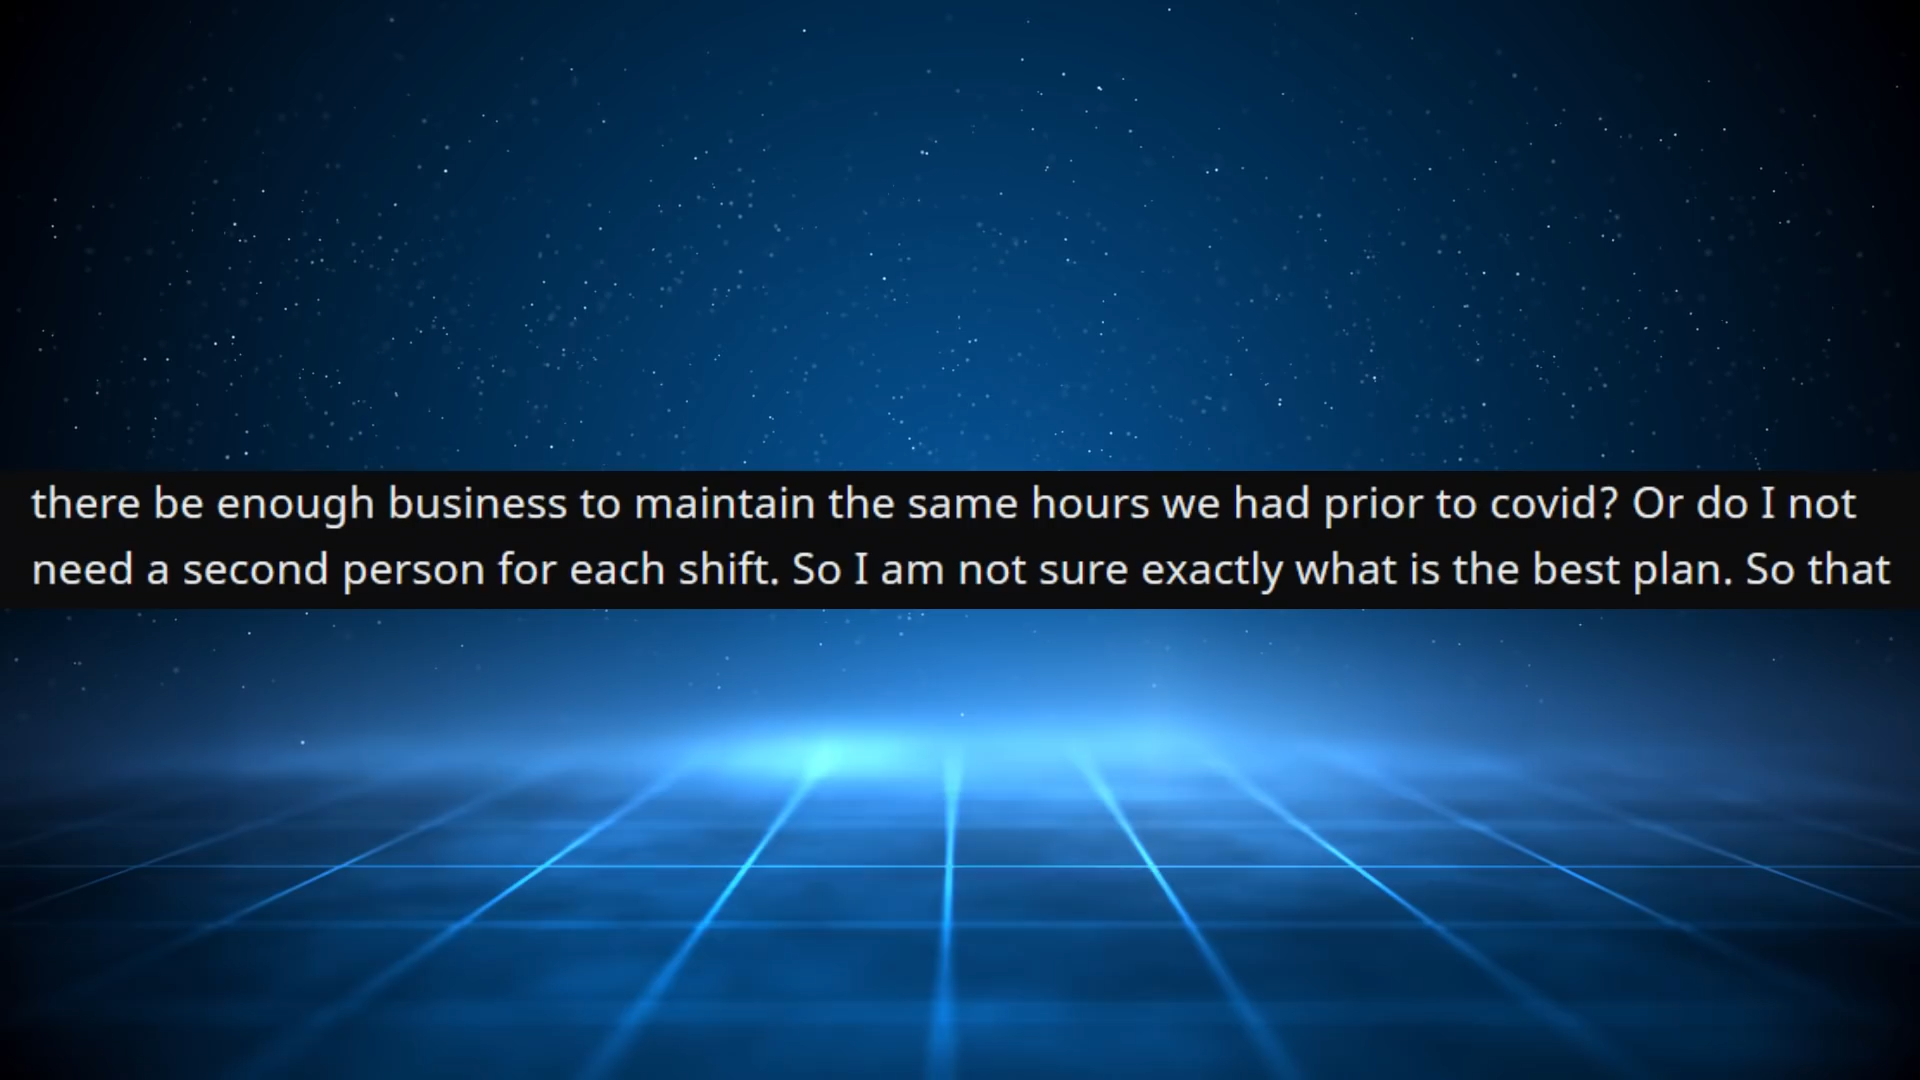 there be enough business to maintain the same hours we had prior to covid? Or do I not
need a second person for each shift. So I am not sure exactly what is the best plan. So that